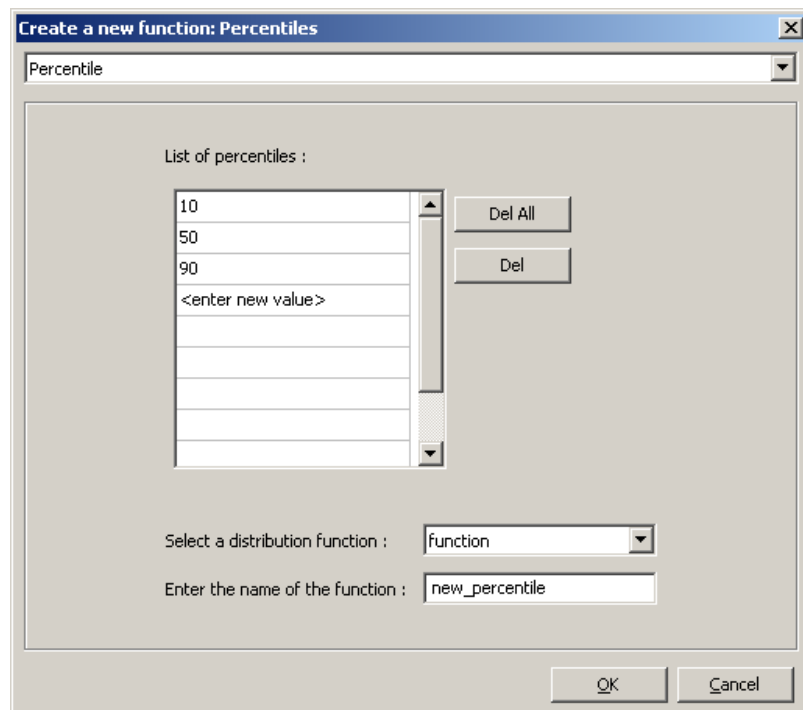 Create a new function: Percentiles
Percentile
List of percentiles :
10
50
90
<enter new value>
Del All
Del
Select a distribution function :
function
Enter the name of the function :
new_percentile
OK
Cancel